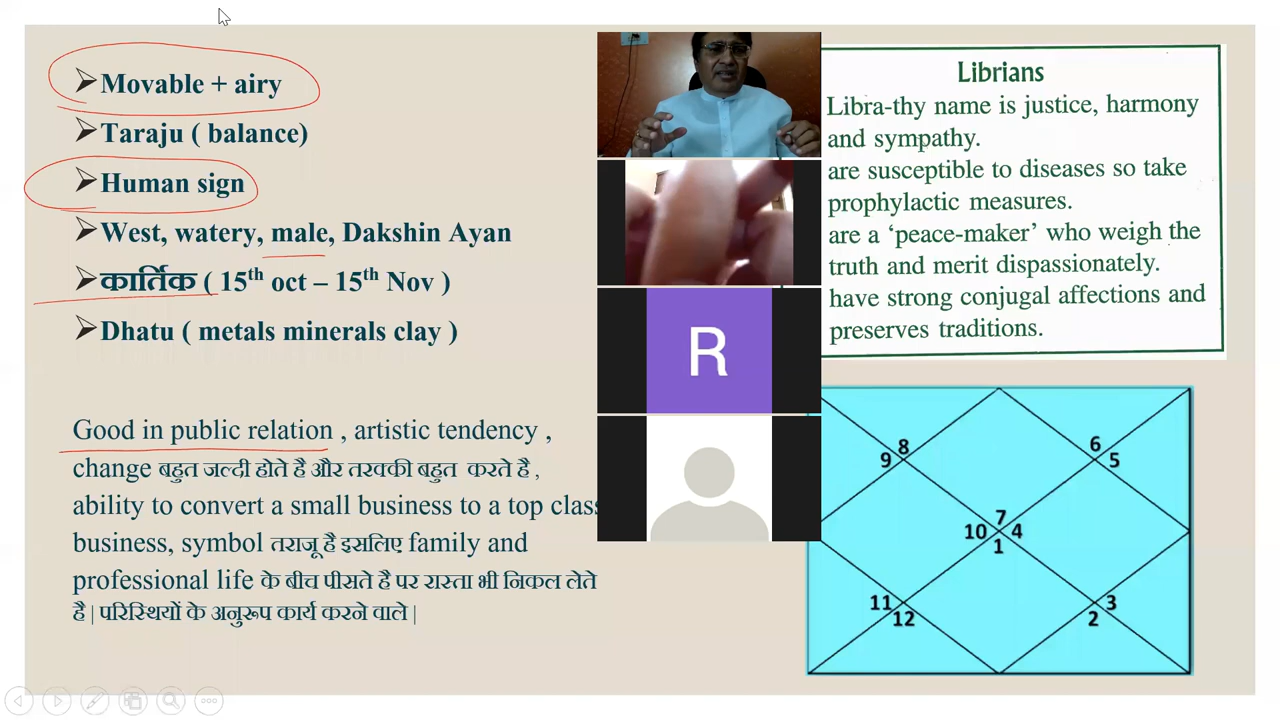 Movable + airy
Taraju ( balance)
Human sign
West, watery, male, Dakshin Ayan
कार्तिक ( 15th oct – 15th Nov )
Dhatu ( metals minerals clay )
Good in public relation , artistic tendency ,
change बहुत जल्दी होते है और तरक्की बहुत करते है ,
ability to convert a small business to a top class
business, symbol तराजू है इसलिए family and
professional life के बीच पीसते है पर रास्ता भी निकल लेते
है | परिस्थियों के अनुरूप कार्य करने वाले |
R
Librians
Libra-thy name is justice, harmony
and sympathy.
are susceptible to diseases so take
prophylactic measures.
are a ‘peace-maker’ who weigh the
truth and merit dispassionately.
have strong conjugal affections and
preserves traditions.
8 6
9 5
7
10 4
1
11 3
12 2